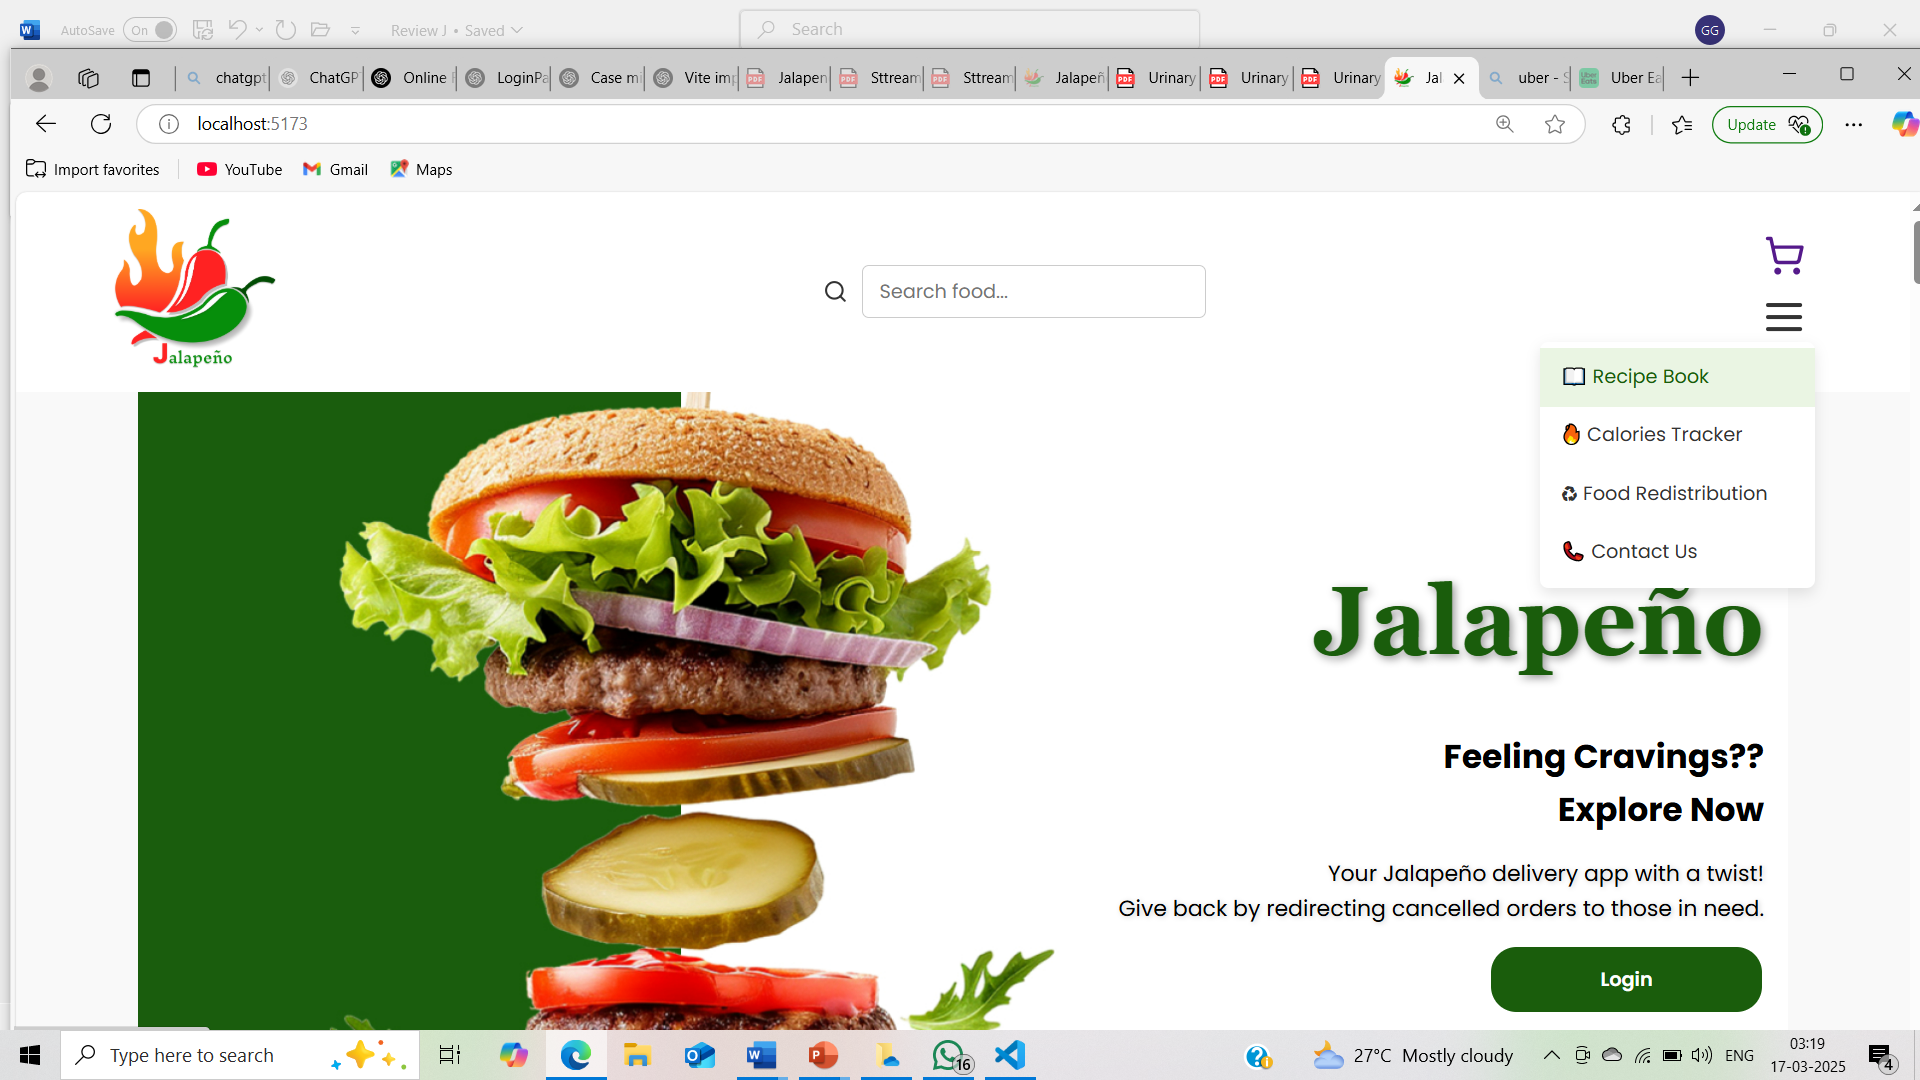 AutoSave On Review J • Saved Search GG
chatgpt ChatGP Online LoginPa Case mi Vite imp Jalapen Sttream Sttream Jalapeñ Urinary Urinary Urinary Jal uber - S Uber Ea
localhost:5173 Update
Import favorites YouTube Gmail Maps
Jalapeño
Search food...
Recipe Book
Calories Tracker
Food Redistribution
Contact Us
Jalapeño
Feeling Cravings??
Explore Now
Your Jalapeño delivery app with a twist!
Give back by redirecting cancelled orders to those in need.
Login
Type here to search 16 27°C Mostly cloudy ENG 03:19
17-03-2025 4